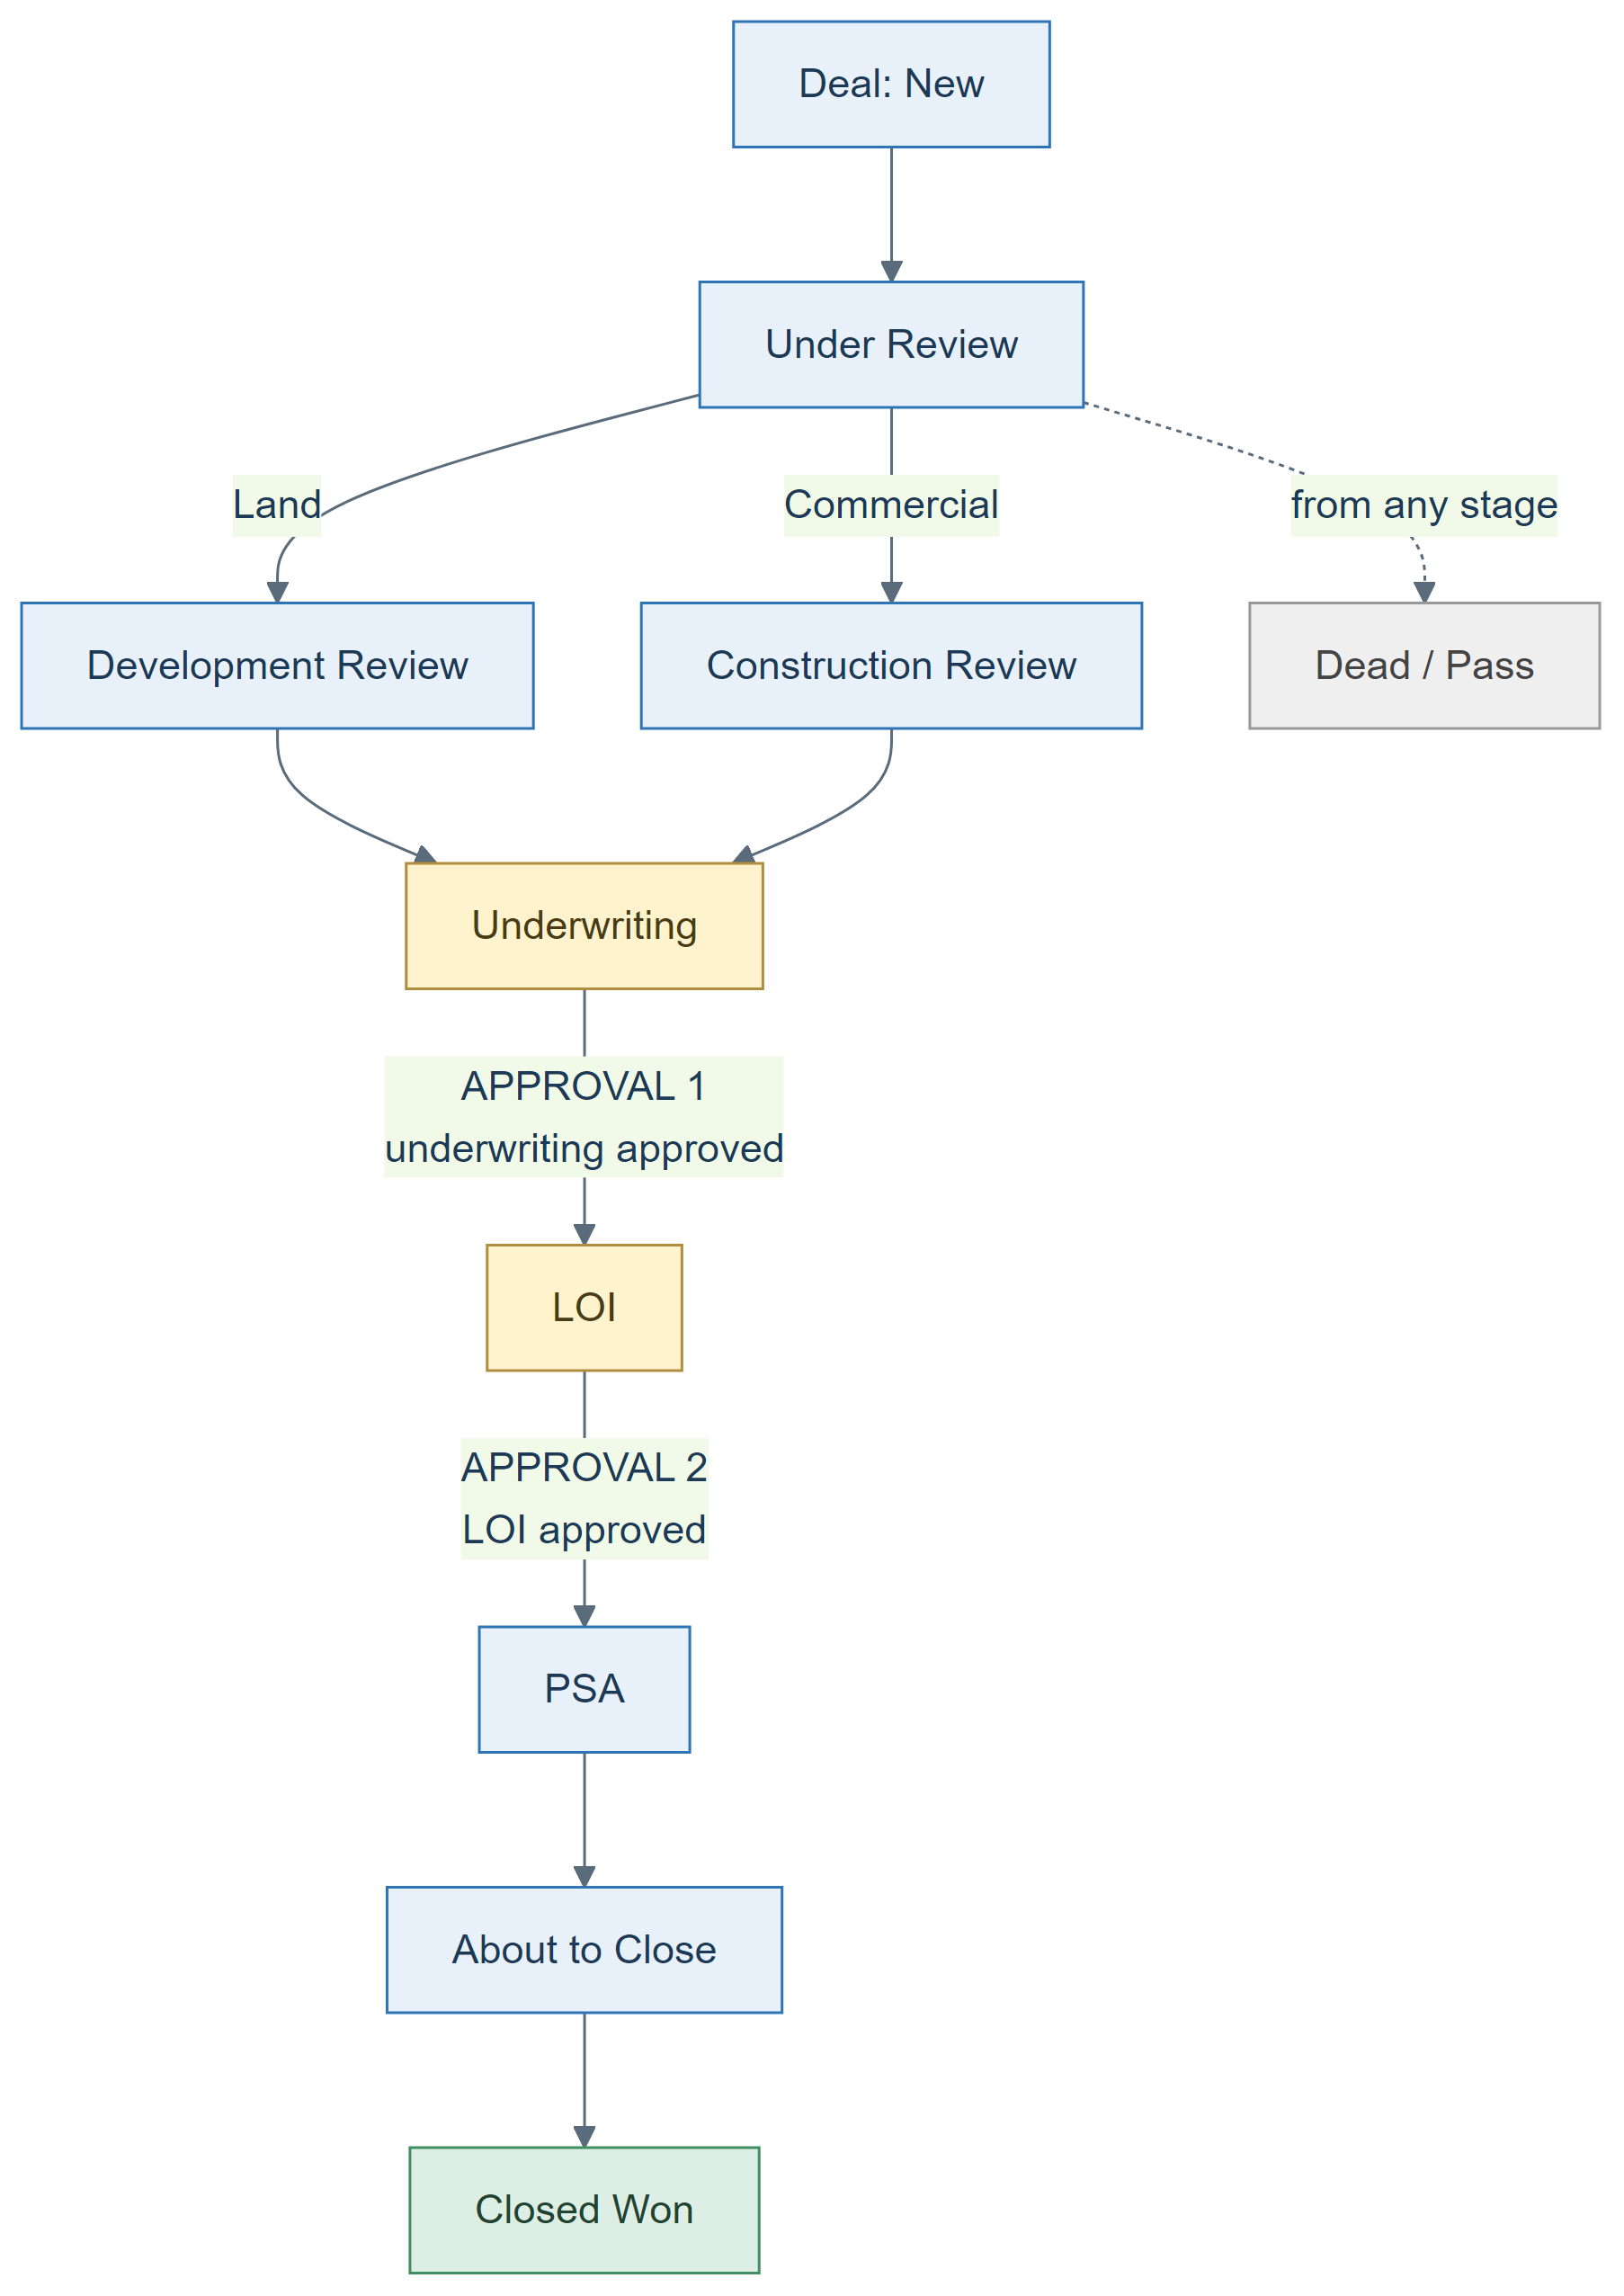 Deal: New
Under Review
Land
Commercial
from any stage
Development Review
Construction Review
Dead / Pass
Underwriting
APPROVAL 1
underwriting approved
LOI
APPROVAL 2
LOI approved
PSA
About to Close
Closed Won